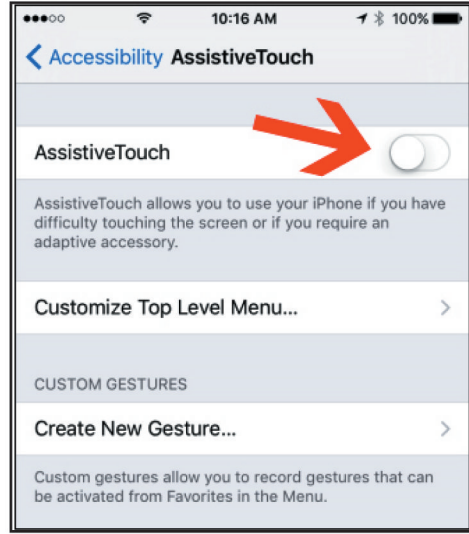 10:16 AM 100%
Accessibility AssistiveTouch
AssistiveTouch
AssistiveTouch allows you to use your iPhone if you have
difficulty touching the screen or if you require an
adaptive accessory.
Customize Top Level Menu...
CUSTOM GESTURES
Create New Gesture...
Custom gestures allow you to record gestures that can
be activated from Favorites in the Menu.